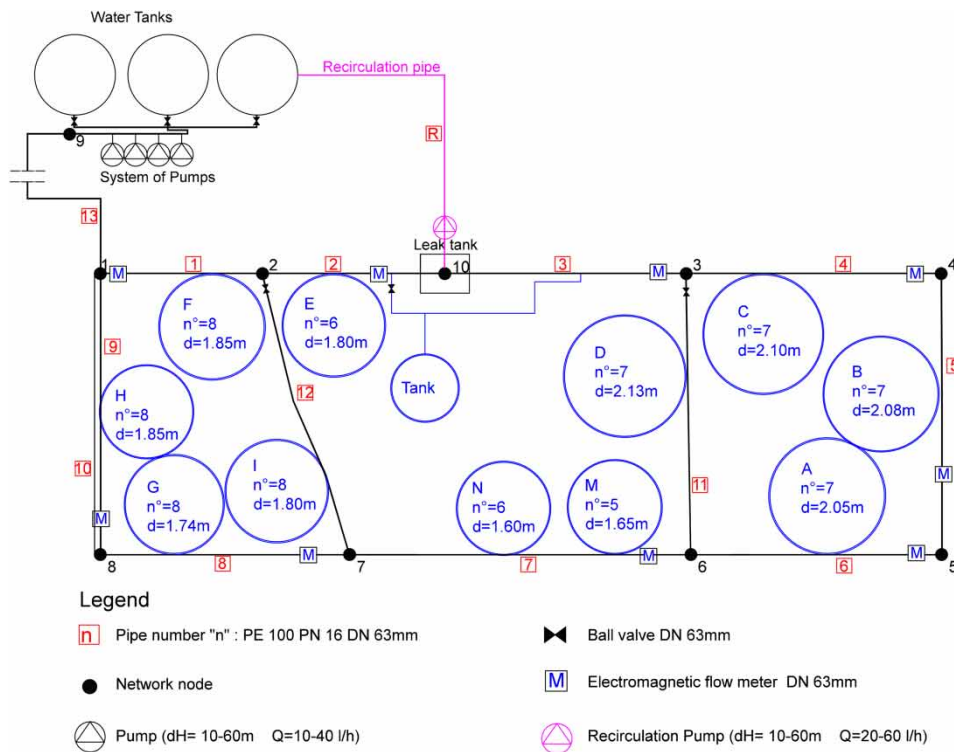 Water Tanks
Recirculation pipe
9
R
System of Pumps
13
Leak tank
1
M
1
2
2
M
10
3
M
3
4
M
4
F
n°=8
d=1.85m
E
n°=6
d=1.80m
C
n°=7
d=2.10m
9
12
D
n°=7
d=2.13m
B
n°=7
d=2.08m
5
H
n°=8
d=1.85m
Tank
10
G
n°=8
d=1.74m
I
n°=8
d=1.80m
N
n°=6
d=1.60m
M
n°=5
d=1.65m
11
A
n°=7
d=2.05m
M
M
8
8
M
7
7
M
6
6
M
5
Legend
n Pipe number "n" : PE 100 PN 16 DN 63mm
Ball valve DN 63mm
Network node
M Electromagnetic flow meter DN 63mm
Pump (dH= 10-60m Q=10-40 l/h)
Recirculation Pump (dH= 10-60m Q=20-60 l/h)